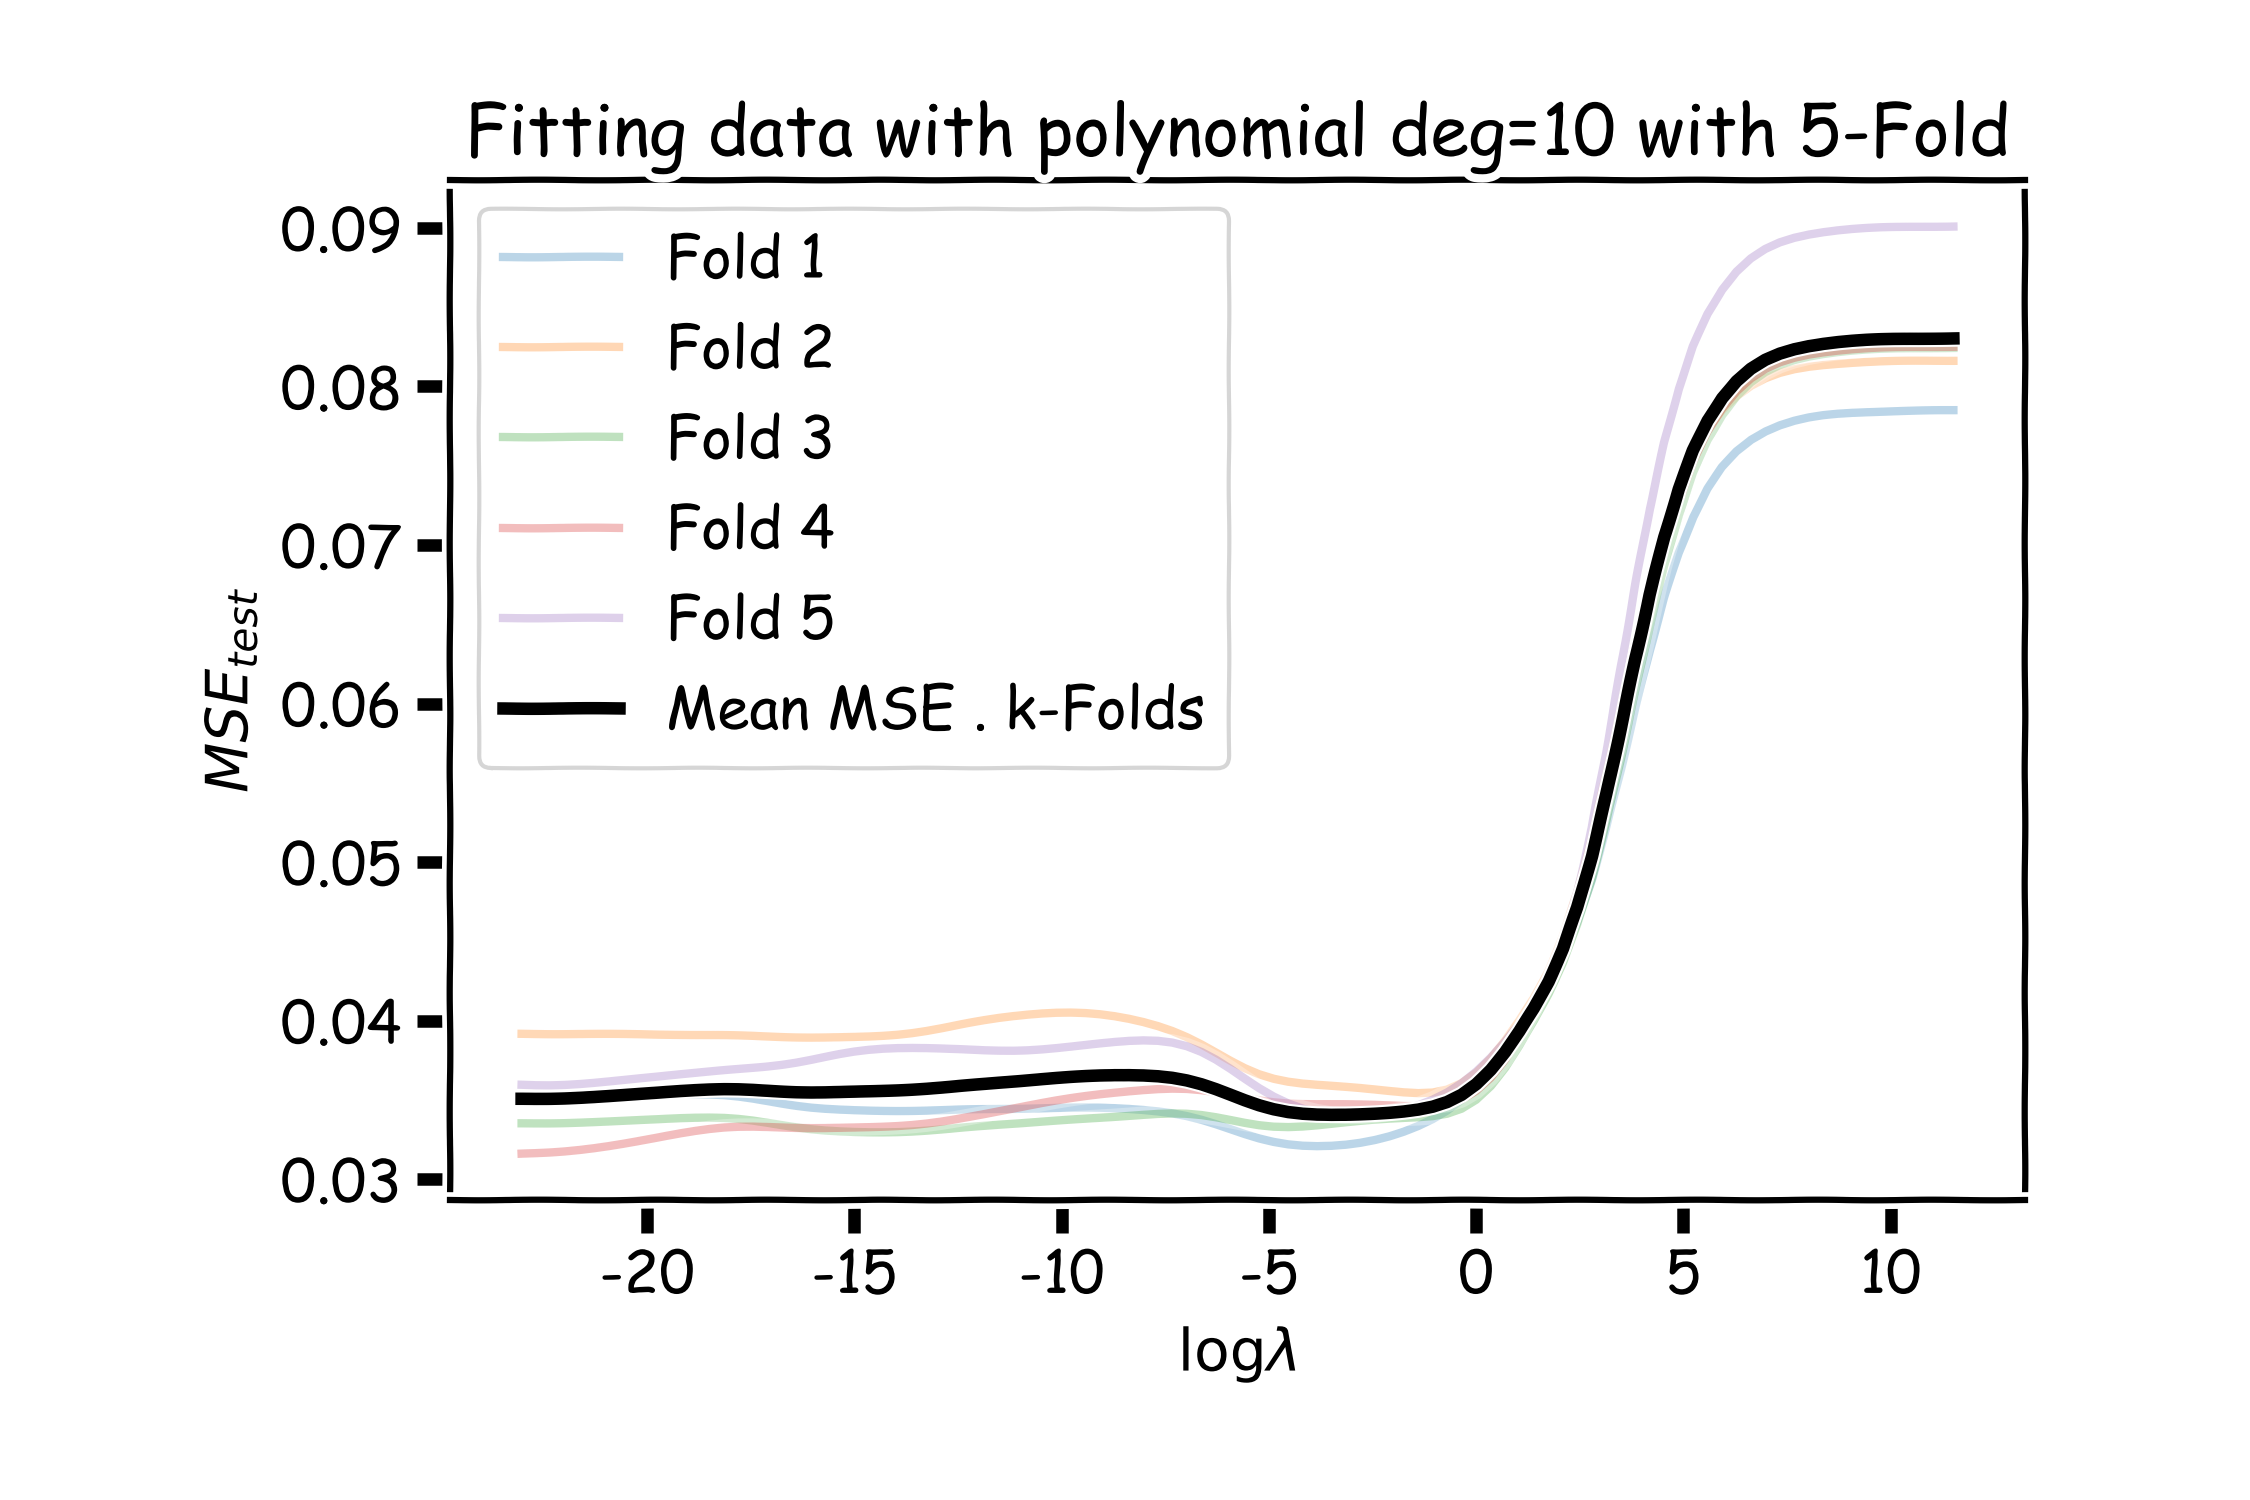 Fitting data with polynomial deg=10 with 5-Fold
0.09
0.08
0.07
0.06
0.05
0.04
0.03
MSE_test
Fold 1
Fold 2
Fold 3
Fold 4
Fold 5
Mean MSE . k-Folds
-20 -15 -10 -5 0 5 10
logλ